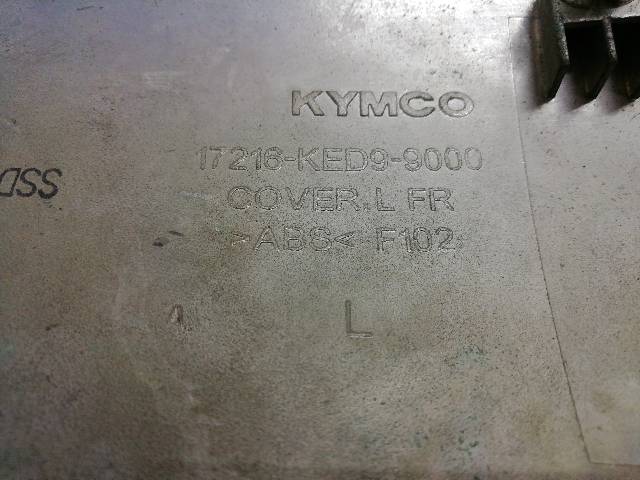 KYMCO
17216-KED9-9000
COVER.L FR
>ABS< F102
L